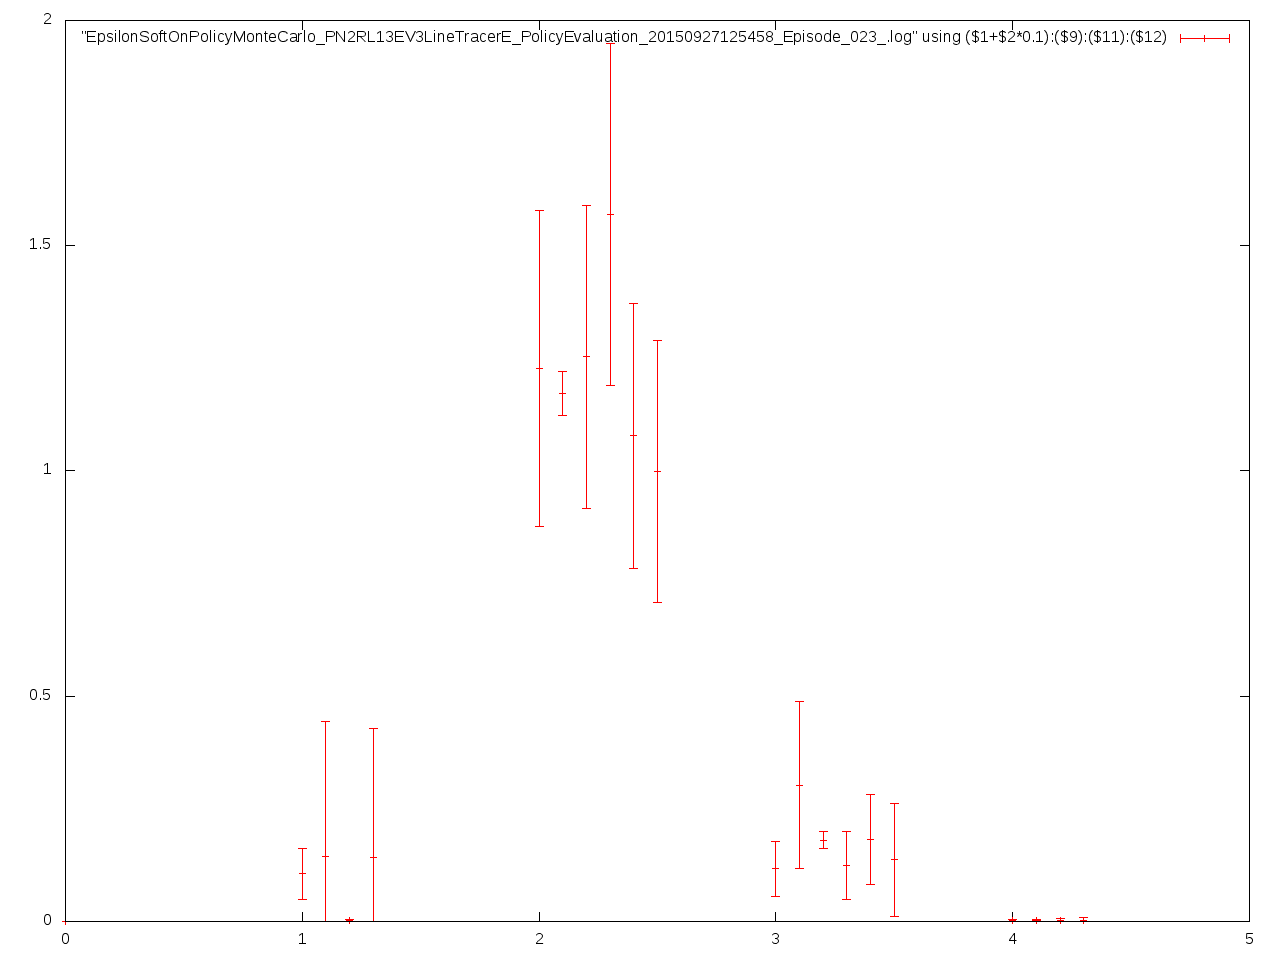 2
"EpsilonSoftOnPolicyMonteCarlo_PN2RL13EV3LineTracerE_PolicyEvaluation_20150927125458_Episode_023_.log" using ($1+$2*0.1):($9):($11):($12)
1.5
1
0.5
0
0 1 2 3 4 5